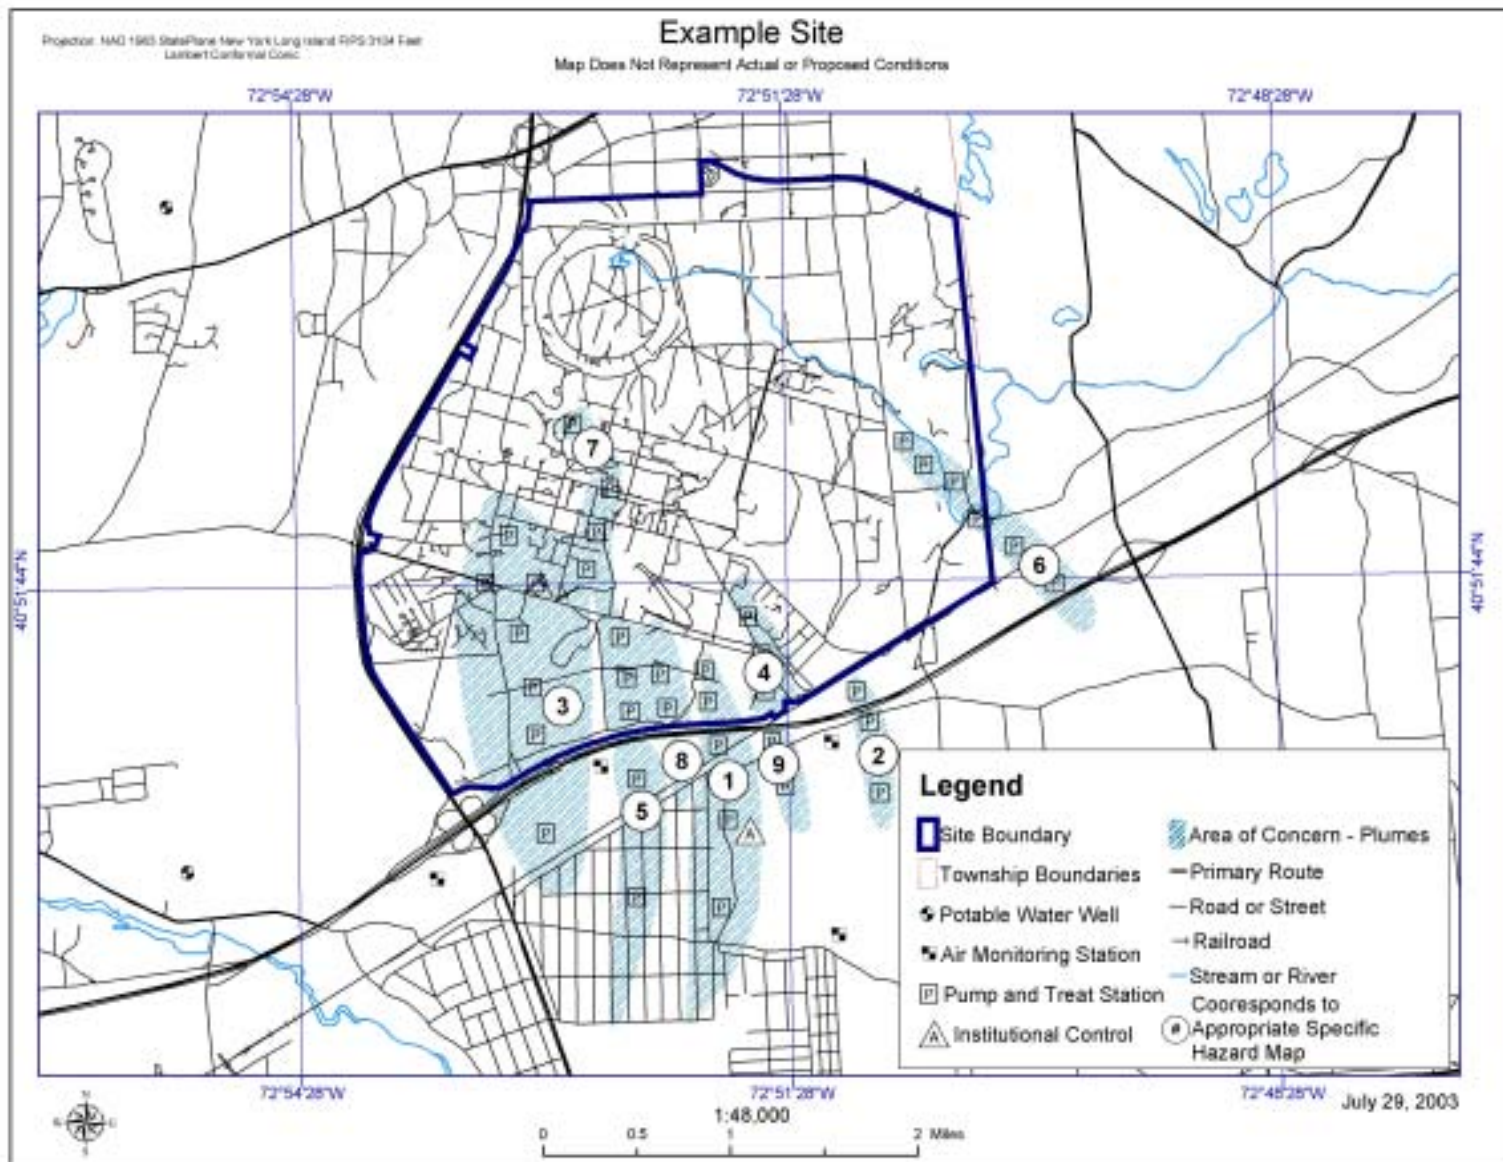 Example Site
Map Does Not Represent Actual or Proposed Conditions
Projection: NAD 1983 StatePlane New York Long Island FIPS 3104 Feet
Lambert Conformal Conic
72°54'28"W
72°51'28"W
72°48'28"W
40°51'44"N
40°51'44"N
7
6
4
3
8
1
9
2
5
A
P
Legend
Site Boundary
Township Boundaries
Potable Water Well
Air Monitoring Station
P Pump and Treat Station
A Institutional Control
Area of Concern - Plumes
Primary Route
Road or Street
Railroad
Stream or River
Cooresponds to
# Appropriate Specific
Hazard Map
72°54'28"W
72°51'28"W
72°48'28"W
July 29, 2003
1:48,000
0 0.5 1 2 Miles
N
S